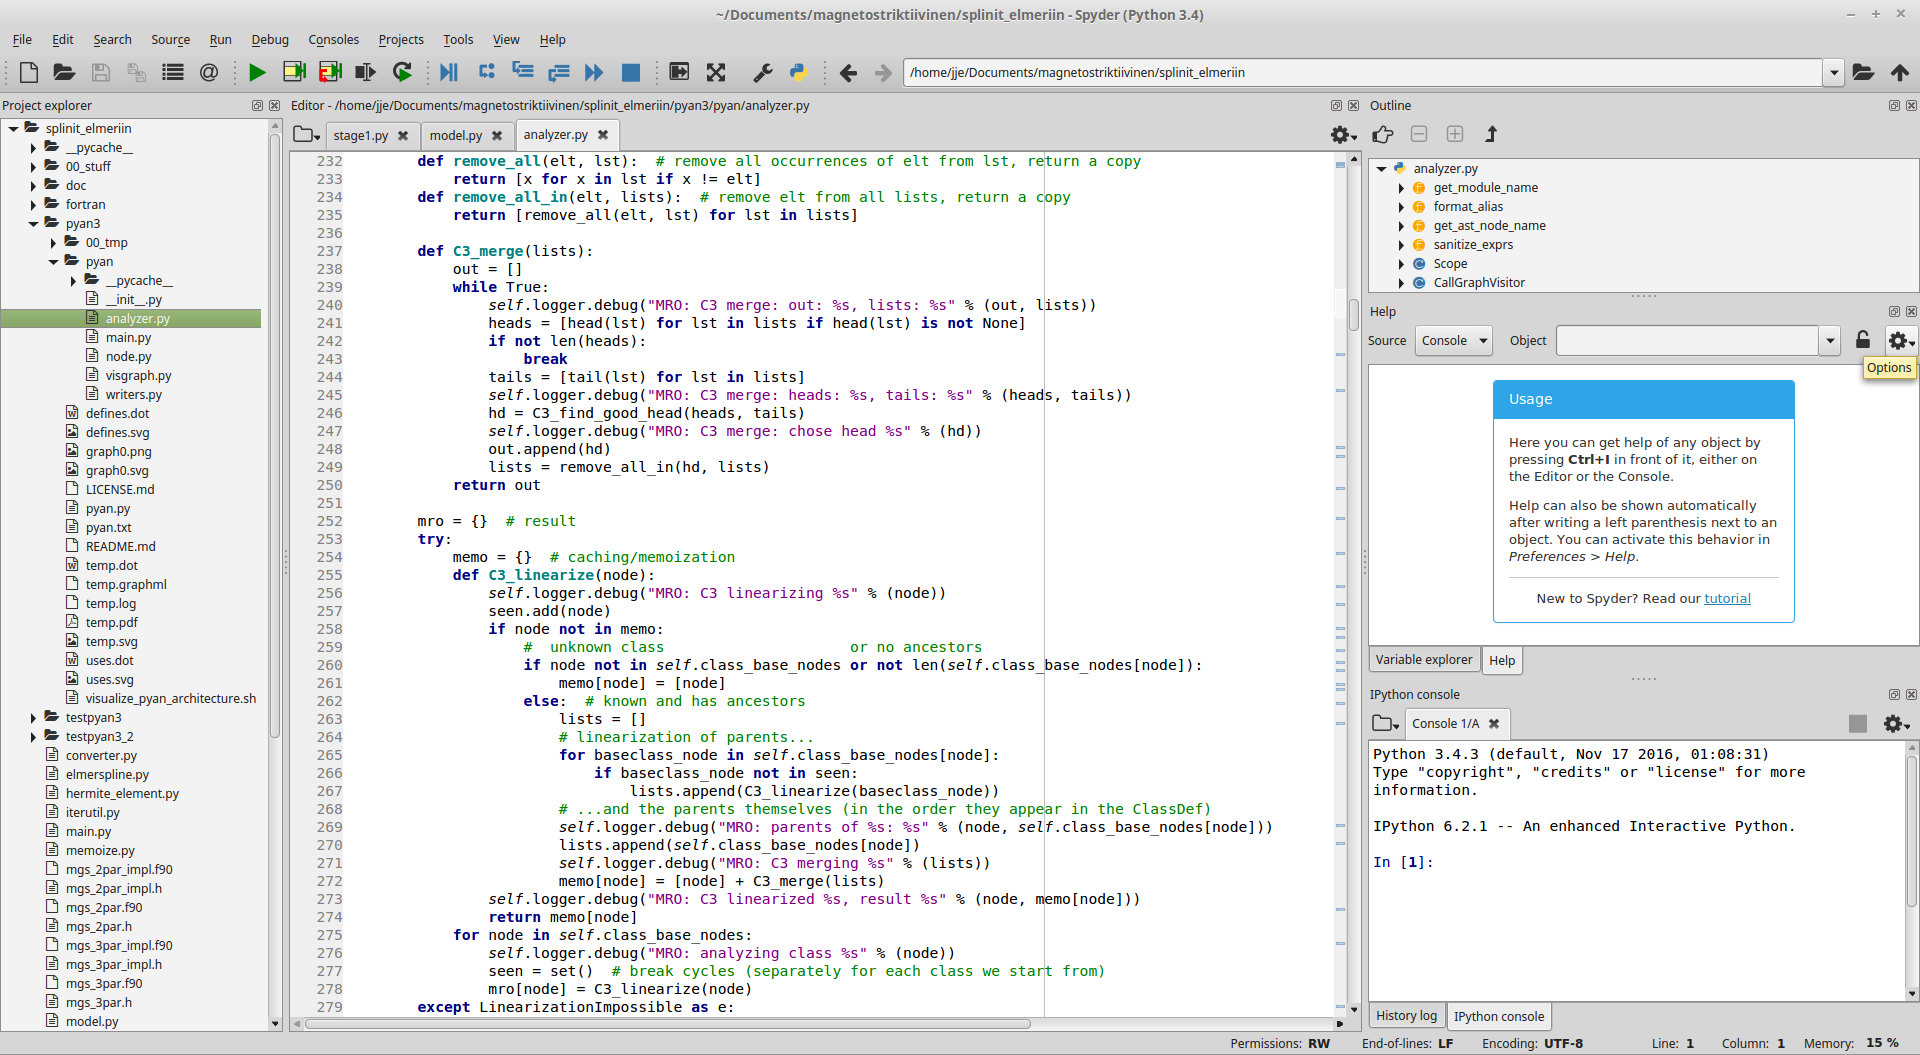 ~/Documents/magnetostriktiivinen/splinit_elmeriin - Spyder (Python 3.4)
File Edit Search Source Run Debug Consoles Projects Tools View Help
/home/jje/Documents/magnetostriktiivinen/splinit_elmeriin
Project explorer
splinit_elmeriin
__pycache__
00_stuff
doc
fortran
pyan3
00_tmp
pyan
__pycache__
__init__.py
analyzer.py
main.py
node.py
visgraph.py
writers.py
defines.dot
defines.svg
graph0.png
graph0.svg
LICENSE.md
pyan.py
pyan.txt
README.md
temp.dot
temp.graphml
temp.log
temp.pdf
temp.svg
uses.dot
uses.svg
visualize_pyan_architecture.sh
testpyan3
testpyan3_2
converter.py
elmerspline.py
hermite_element.py
iterutil.py
main.py
memoize.py
mgs_2par_impl.f90
mgs_2par_impl.h
mgs_2par.f90
mgs_2par.h
mgs_3par_impl.f90
mgs_3par_impl.h
mgs_3par.f90
mgs_3par.h
model.py
Editor - /home/jje/Documents/magnetostriktiivinen/splinit_elmeriin/pyan3/pyan/analyzer.py
stage1.py model.py analyzer.py
232         def remove_all(elt, lst):  # remove all occurrences of elt from lst, return a copy
233             return [x for x in lst if x != elt]
234         def remove_all_in(elt, lists):  # remove elt from all lists, return a copy
235             return [remove_all(elt, lst) for lst in lists]
236
237         def C3_merge(lists):
238             out = []
239             while True:
240                 self.logger.debug("MRO: C3 merge: out: %s, lists: %s" % (out, lists))
241                 heads = [head(lst) for lst in lists if head(lst) is not None]
242                 if not len(heads):
243                     break
244                 tails = [tail(lst) for lst in lists]
245                 self.logger.debug("MRO: C3 merge: heads: %s, tails: %s" % (heads, tails))
246                 hd = C3_find_good_head(heads, tails)
247                 self.logger.debug("MRO: C3 merge: chose head %s" % (hd))
248                 out.append(hd)
249                 lists = remove_all_in(hd, lists)
250             return out
251
252         mro = {}  # result
253         try:
254             memo = {}  # caching/memoization
255             def C3_linearize(node):
256                 self.logger.debug("MRO: C3 linearizing %s" % (node))
257                 seen.add(node)
258                 if node not in memo:
259                     #  unknown class                     or no ancestors
260                     if node not in self.class_base_nodes or not len(self.class_base_nodes[node]):
261                         memo[node] = [node]
262                     else:  # known and has ancestors
263                         lists = []
264                         # linearization of parents...
265                         for baseclass_node in self.class_base_nodes[node]:
266                             if baseclass_node not in seen:
267                                 lists.append(C3_linearize(baseclass_node))
268                         # ...and the parents themselves (in the order they appear in the ClassDef)
269                         self.logger.debug("MRO: parents of %s: %s" % (node, self.class_base_nodes[node]))
270                         lists.append(self.class_base_nodes[node])
271                         self.logger.debug("MRO: C3 merging %s" % (lists))
272                         memo[node] = [node] + C3_merge(lists)
273                 self.logger.debug("MRO: C3 linearized %s, result %s" % (node, memo[node]))
274                 return memo[node]
275             for node in self.class_base_nodes:
276                 self.logger.debug("MRO: analyzing class %s" % (node))
277                 seen = set()  # break cycles (separately for each class we start from)
278                 mro[node] = C3_linearize(node)
279         except LinearizationImpossible as e:
Outline
analyzer.py
get_module_name
format_alias
get_ast_node_name
sanitize_exprs
Scope
CallGraphVisitor
Help
Source Console Object
Options
Usage
Here you can get help of any object by
pressing Ctrl+I in front of it, either on
the Editor or the Console.
Help can also be shown automatically
after writing a left parenthesis next to an
object. You can activate this behavior in
Preferences > Help.
New to Spyder? Read our tutorial
Variable explorer Help
IPython console
Console 1/A
Python 3.4.3 (default, Nov 17 2016, 01:08:31)
Type "copyright", "credits" or "license" for more
information.
IPython 6.2.1 -- An enhanced Interactive Python.
In [1]:
History log IPython console
Permissions: RW End-of-lines: LF Encoding: UTF-8 Line: 1 Column: 1 Memory: 15 %